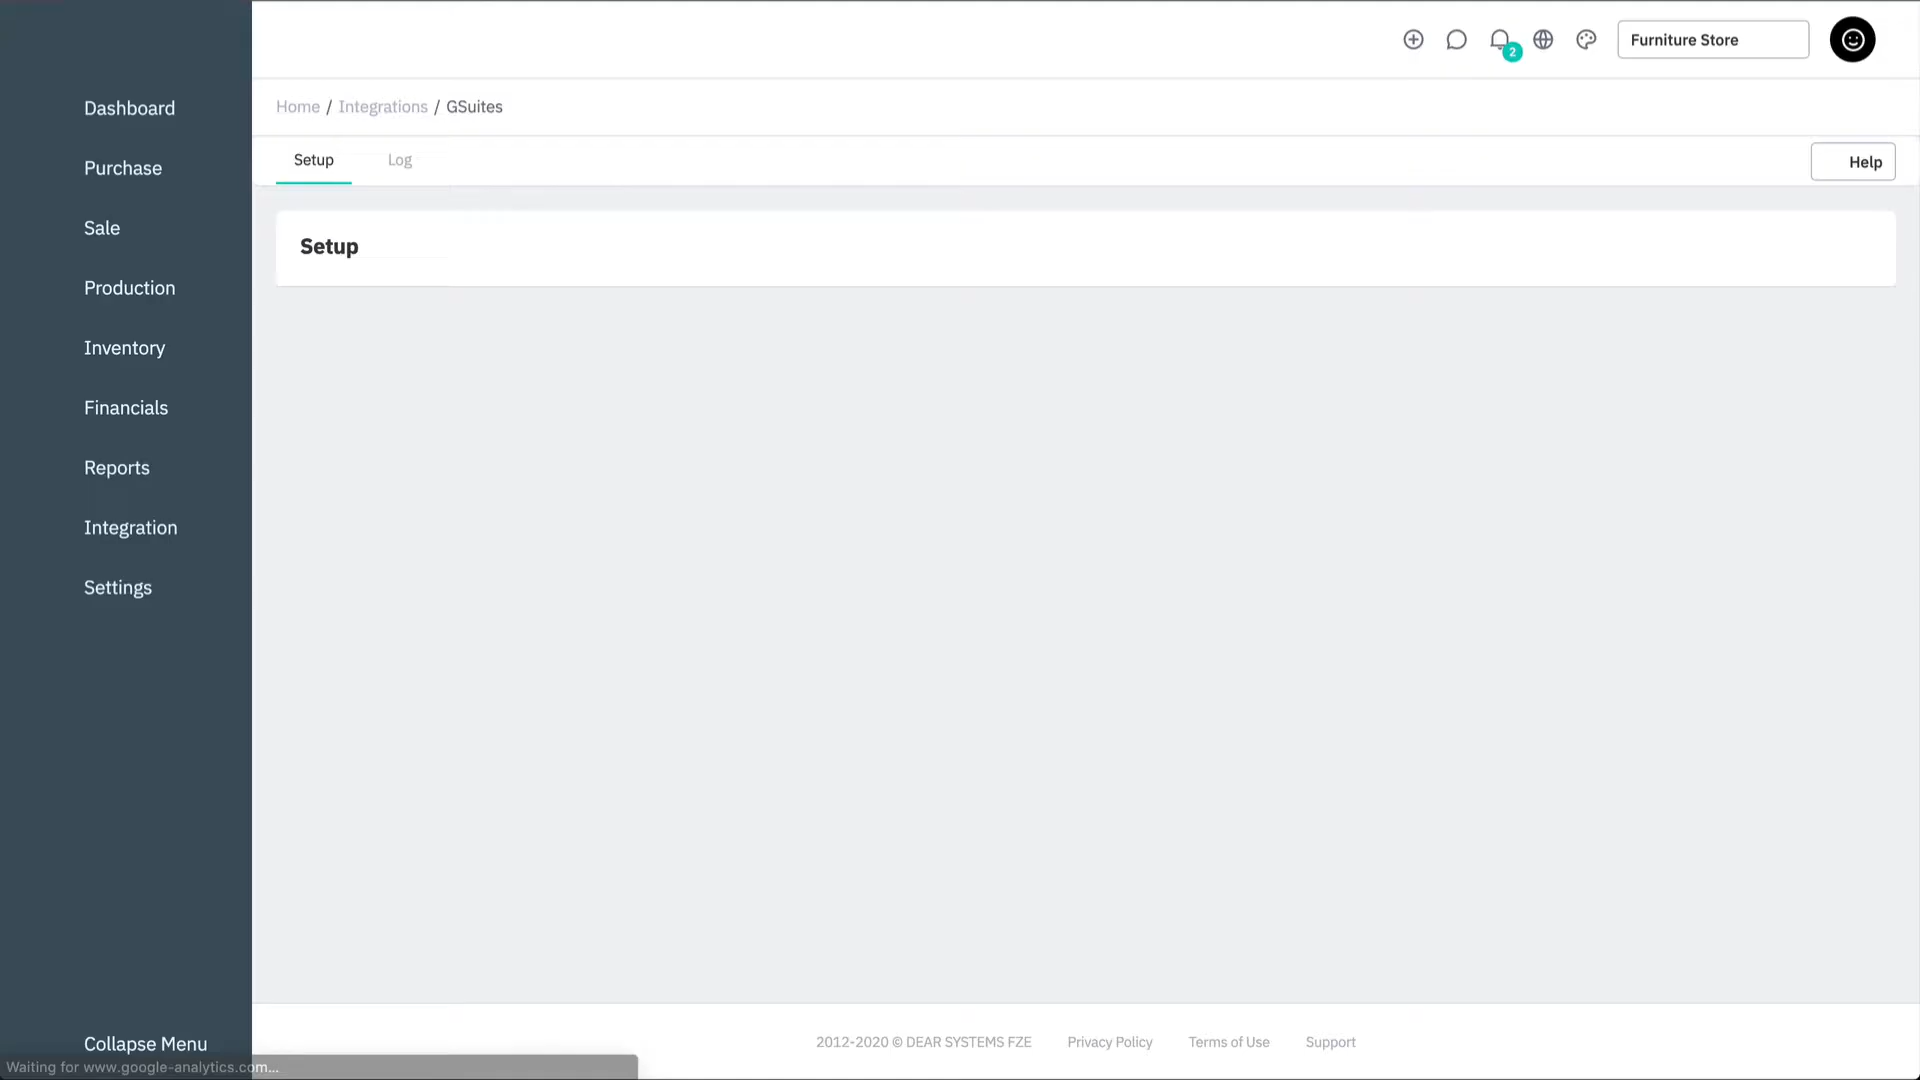 2
Furniture Store
Dashboard
Home / Integrations / GSuites
Setup
Log
Help
Purchase
Sale
Setup
Production
Inventory
Financials
Reports
Integration
Settings
Collapse Menu
2012-2020 © DEAR SYSTEMS FZE
Privacy Policy
Terms of Use
Support
Waiting for www.google-analytics.com...